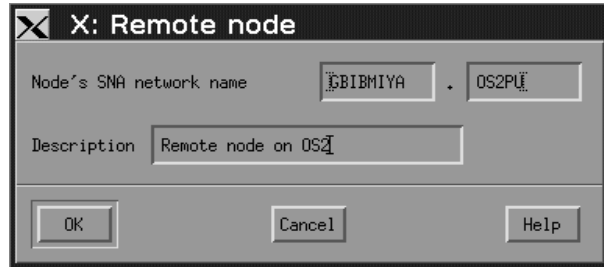 X: Remote node
Node's SNA network name GBIBMIYA . OS2PU
Description Remote node on OS2
OK Cancel Help